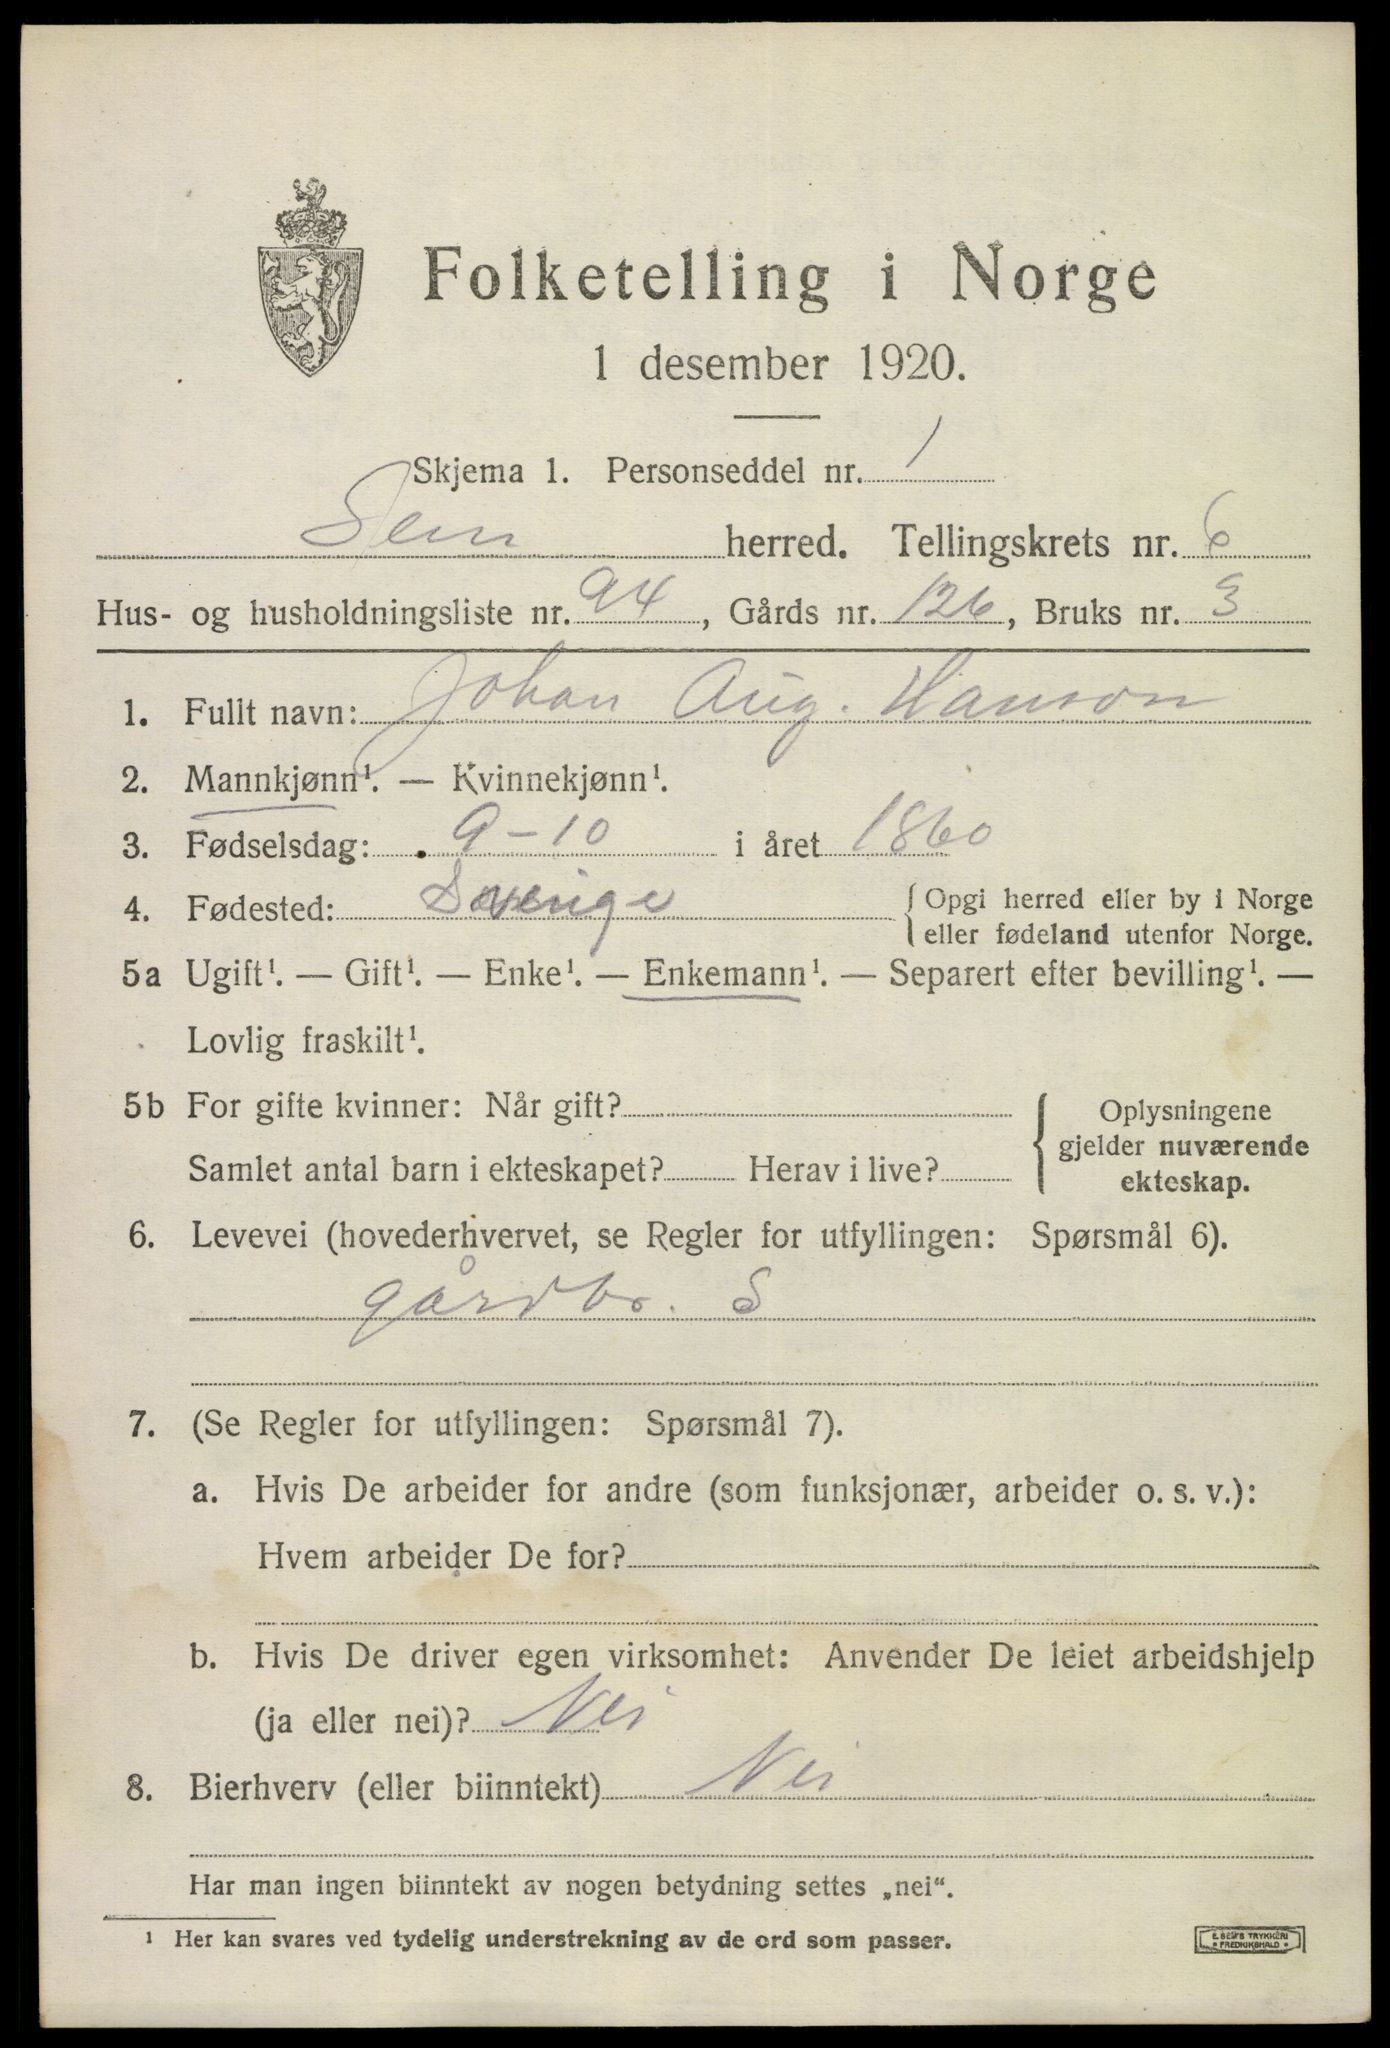 Folketelling i Norge
1 desember 1920.
Skjema 1. Personseddel nr. 1
Sem herred. Tellingskrets nr. 6
Hus- og husholdningsliste nr. 94, Gårds nr. 126, Bruks nr. 3
1. Fullt navn: Johan Aug. Hanson
2. Mannkjønn¹. — Kvinnekjønn¹.
3. Fødselsdag: 9-10 i året 1860
4. Fødested: Sverige { Opgi herred eller by i Norge
eller fødeland utenfor Norge.
5a Ugift¹. — Gift¹. — Enke¹. — Enkemann¹. — Separert efter bevilling¹. —
Lovlig fraskilt¹.
5b For gifte kvinner: Når gift?
Samlet antal barn i ekteskapet? Herav i live?
Oplysningene
gjelder nuværende
ekteskap.
6. Levevei (hovederhvervet, se Regler for utfyllingen: Spørsmål 6).
gårdbr. S
7. (Se Regler for utfyllingen: Spørsmål 7).
a. Hvis De arbeider for andre (som funksjonær, arbeider o. s. v.):
Hvem arbeider De for?
b. Hvis De driver egen virksomhet: Anvender De leiet arbeidshjelp
(ja eller nei)? Nei
8. Bierhverv (eller biinntekt) Nei
Har man ingen biinntekt av nogen betydning settes „nei“.
¹ Her kan svares ved tydelig understrekning av de ord som passer.
E. SEM'S TRYKKERI
• FREDRIKSHALD •